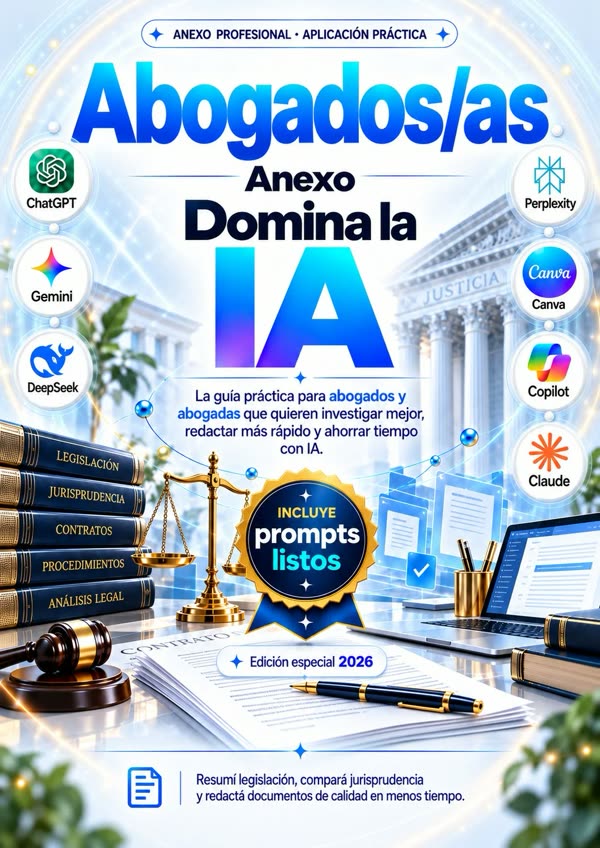 ANEXO PROFESIONAL • APLICACIÓN PRÁCTICA
Abogados/as
Anexo
Domina la
IA
ChatGPT
Gemini
DeepSeek
Perplexity
Canva
Canva
Copilot
Claude
JUSTICIA
La guía práctica para abogados y
abogadas que quieren investigar mejor,
redactar más rápido y ahorrar tiempo
con IA.
LEGISLACIÓN
JURISPRUDENCIA
CONTRATOS
PROCEDIMIENTOS
ANÁLISIS LEGAL
INCLUYE
prompts
listos
CONTRATO
Edición especial 2026
Resumí legislación, compará jurisprudencia
y redactá documentos de calidad en menos tiempo.